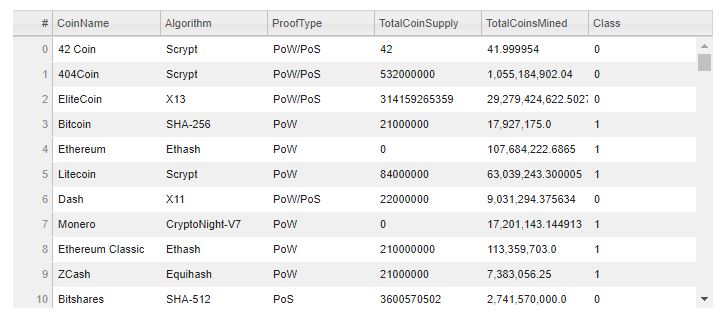 # CoinName Algorithm ProofType TotalCoinSupply TotalCoinsMined Class
0 42 Coin Scrypt PoW/PoS 42 41.999954 0
1 404Coin Scrypt PoW/PoS 532000000 1,055,184,902.04 0
2 EliteCoin X13 PoW/PoS 314159265359 29,279,424,622.5027 0
3 Bitcoin SHA-256 PoW 21000000 17,927,175.0 1
4 Ethereum Ethash PoW 0 107,684,222.6865 1
5 Litecoin Scrypt PoW 84000000 63,039,243.300005 1
6 Dash X11 PoW/PoS 22000000 9,031,294.375634 0
7 Monero CryptoNight-V7 PoW 0 17,201,143.144913 1
8 Ethereum Classic Ethash PoW 210000000 113,359,703.0 1
9 ZCash Equihash PoW 21000000 7,383,056.25 1
10 Bitshares SHA-512 PoS 3600570502 2,741,570,000.0 0